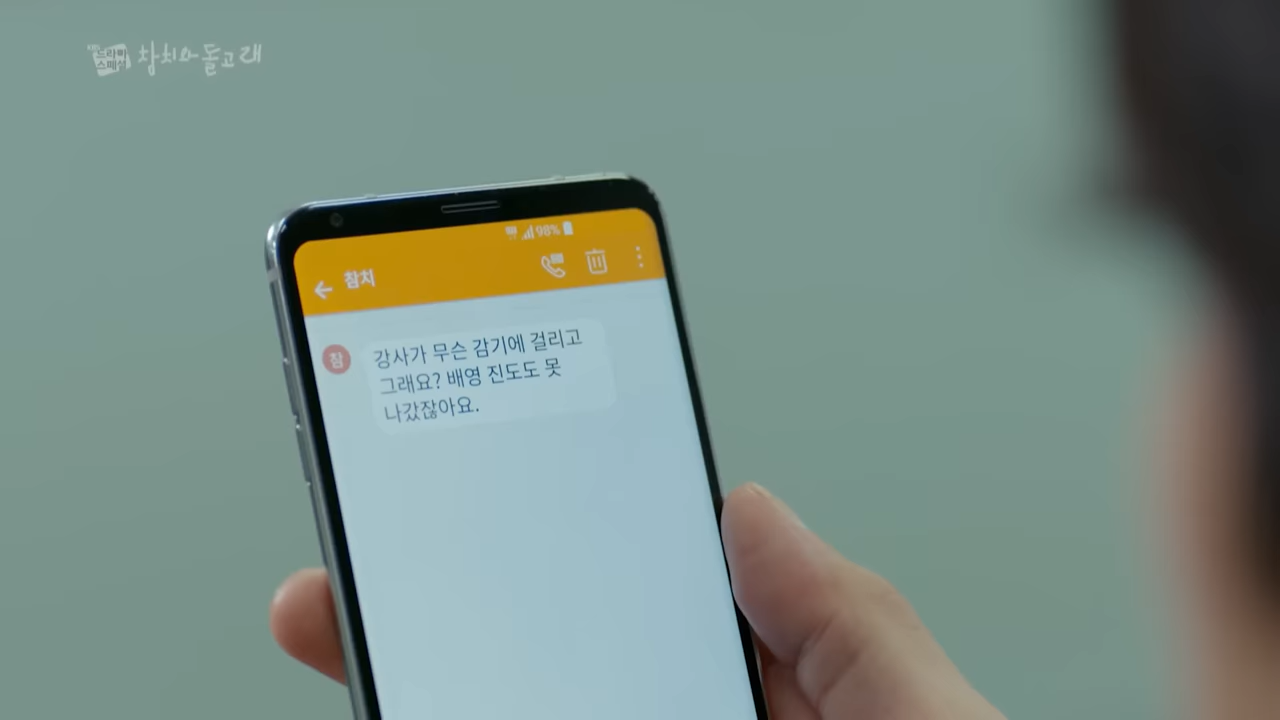 KBS 드라마 스페셜 참치와 돌고래
98%
참치
참
강사가 무슨 감기에 걸리고
그래요? 배영 진도도 못
나갔잖아요.